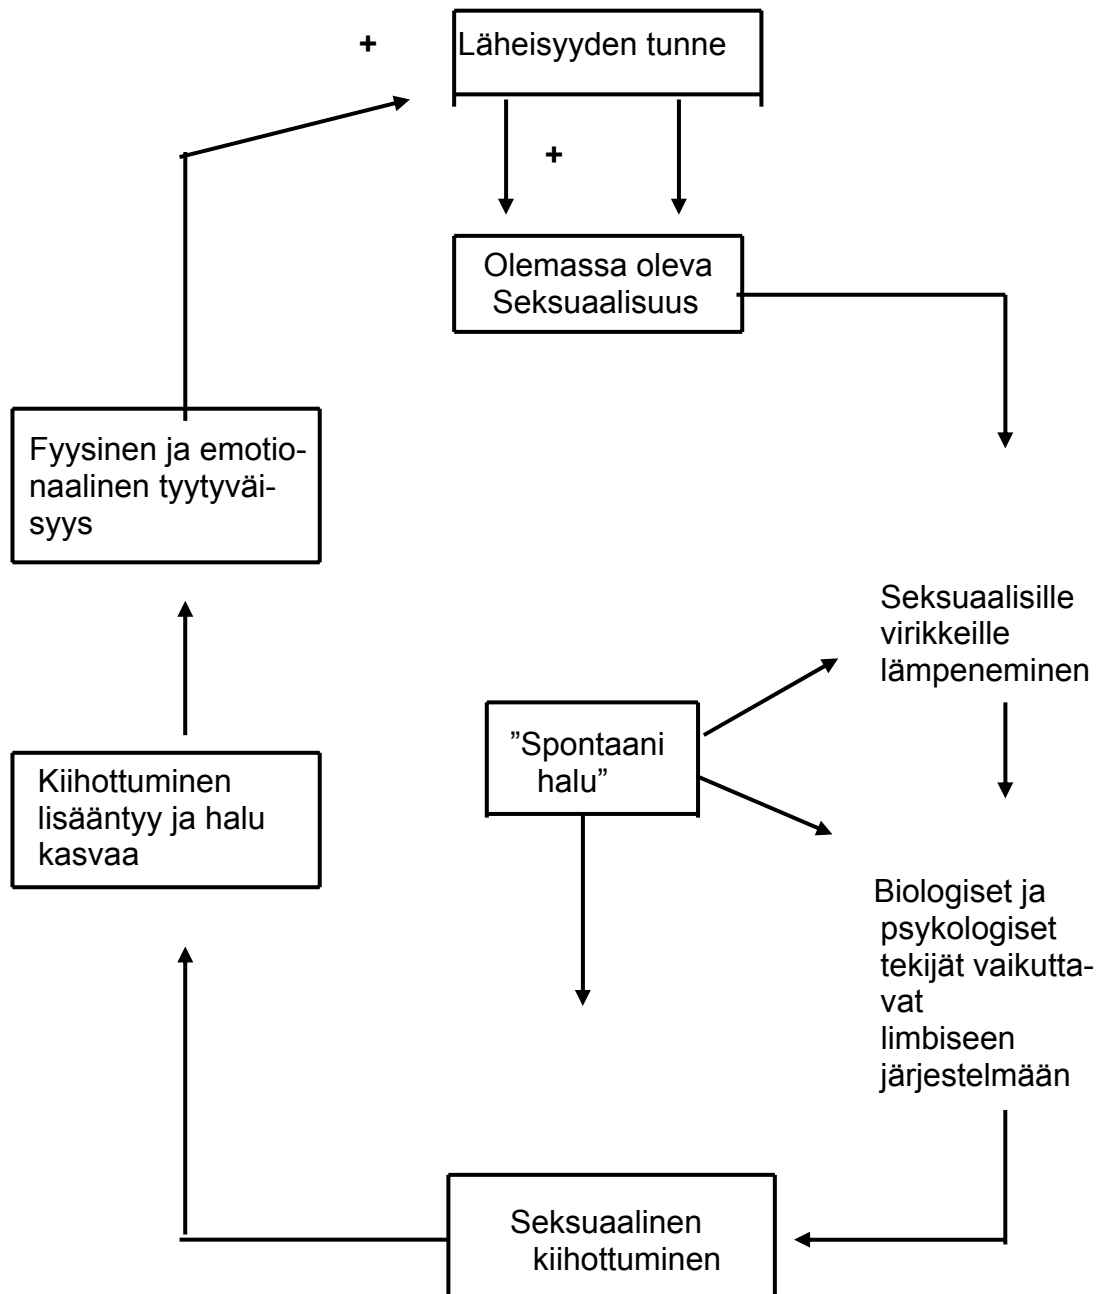 +
Läheisyyden tunne
+
Olemassa oleva
Seksuaalisuus
Fyysinen ja emotio-
naalinen tyytyväi-
syys
Seksuaalisille
virikkeille
lämpeneminen
”Spontaani
halu”
Kiihottuminen
lisääntyy ja halu
kasvaa
Biologiset ja
psykologiset
tekijät vaikutta-
vat
limbiseen
järjestelmään
Seksuaalinen
kiihottuminen